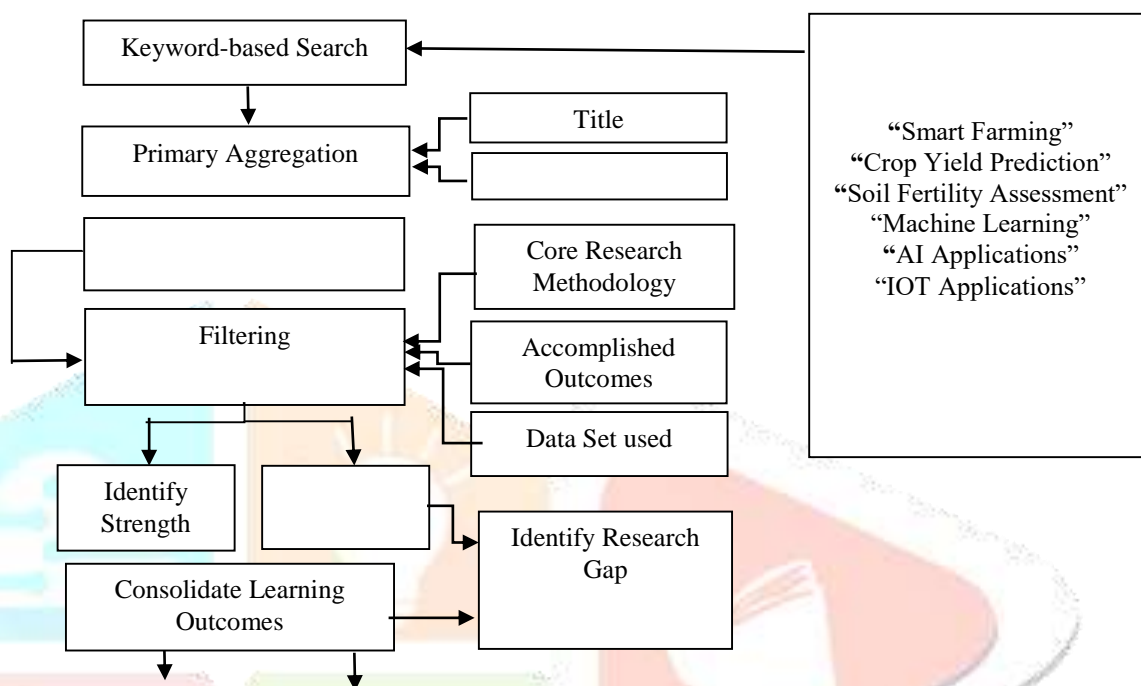 Keyword-based Search
Title
Primary Aggregation
“Smart Farming”
“Crop Yield Prediction”
“Soil Fertility Assessment”
“Machine Learning”
“AI Applications”
“IOT Applications”
Core Research
Methodology
Filtering
Accomplished
Outcomes
Data Set used
Identify
Strength
Identify Research
Gap
Consolidate Learning
Outcomes